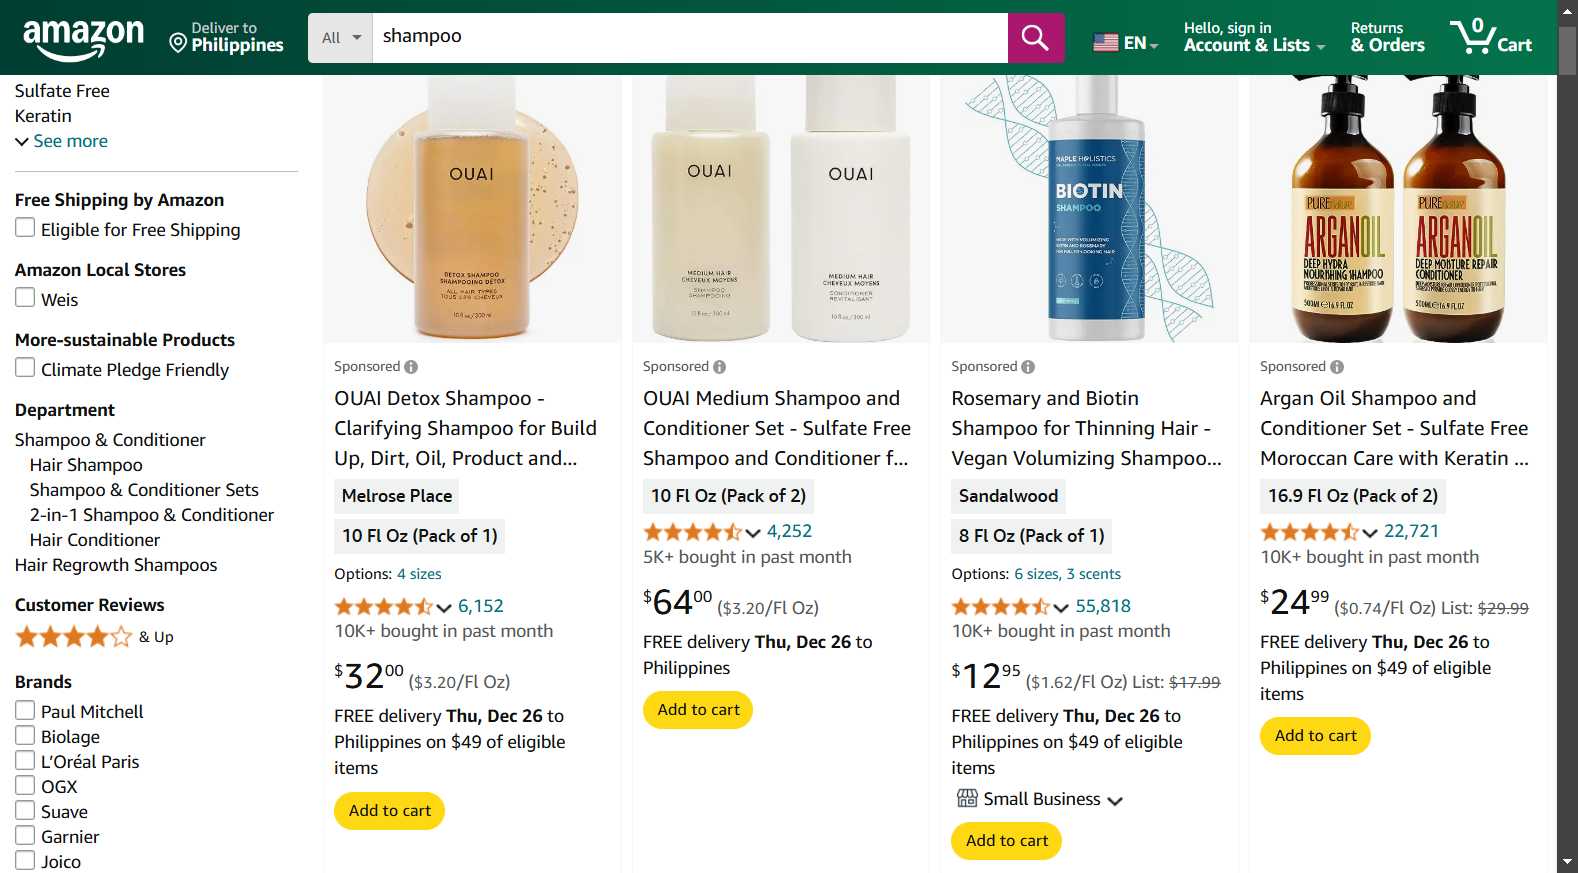 amazon
Deliver to
Philippines
All
shampoo
EN
Hello, sign in
Account & Lists
Returns
& Orders
0
Cart
Sulfate Free
Keratin
See more
Free Shipping by Amazon
Eligible for Free Shipping
Amazon Local Stores
Weis
More-sustainable Products
Climate Pledge Friendly
Department
Shampoo & Conditioner
Hair Shampoo
Shampoo & Conditioner Sets
2-in-1 Shampoo & Conditioner
Hair Conditioner
Hair Regrowth Shampoos
Customer Reviews
& Up
Brands
Paul Mitchell
Biolage
L'Oréal Paris
OGX
Suave
Garnier
Joico
OUAI
DETOX SHAMPOO
SHAMPOOING DETOX
ALL HAIR TYPES
TOUS LES CHEVEUX
10 fl oz / 300 ml
Sponsored
OUAI Detox Shampoo -
Clarifying Shampoo for Build
Up, Dirt, Oil, Product and...
Melrose Place
10 Fl Oz (Pack of 1)
Options: 4 sizes
6,152
10K+ bought in past month
$32.00 ($3.20/Fl Oz)
FREE delivery Thu, Dec 26 to
Philippines on $49 of eligible
items
Add to cart
OUAI
MEDIUM HAIR
CHEVEUX MOYENS
SHAMPOO
SHAMPOOING
OUAI
MEDIUM HAIR
CHEVEUX MOYENS
CONDITIONER
REVITALISANT
Sponsored
OUAI Medium Shampoo and
Conditioner Set - Sulfate Free
Shampoo and Conditioner f...
10 Fl Oz (Pack of 2)
4,252
5K+ bought in past month
$64.00 ($3.20/Fl Oz)
FREE delivery Thu, Dec 26 to
Philippines
Add to cart
MAPLE HOLISTICS
BIOTIN
SHAMPOO
Sponsored
Rosemary and Biotin
Shampoo for Thinning Hair -
Vegan Volumizing Shampoo...
Sandalwood
8 Fl Oz (Pack of 1)
Options: 6 sizes, 3 scents
55,818
10K+ bought in past month
$12.95 ($1.62/Fl Oz) List: $17.99
FREE delivery Thu, Dec 26 to
Philippines on $49 of eligible
items
Small Business
Add to cart
PURE
ARGAN OIL
DEEP HYDRA
NOURISHING SHAMPOO
500ML e 16.9 FL OZ
PURE
ARGAN OIL
DEEP MOISTURE REPAIR
CONDITIONER
500ML e 16.9 FL OZ
Sponsored
Argan Oil Shampoo and
Conditioner Set - Sulfate Free
Moroccan Care with Keratin ...
16.9 Fl Oz (Pack of 2)
22,721
10K+ bought in past month
$24.99 ($0.74/Fl Oz) List: $29.99
FREE delivery Thu, Dec 26 to
Philippines on $49 of eligible
items
Add to cart